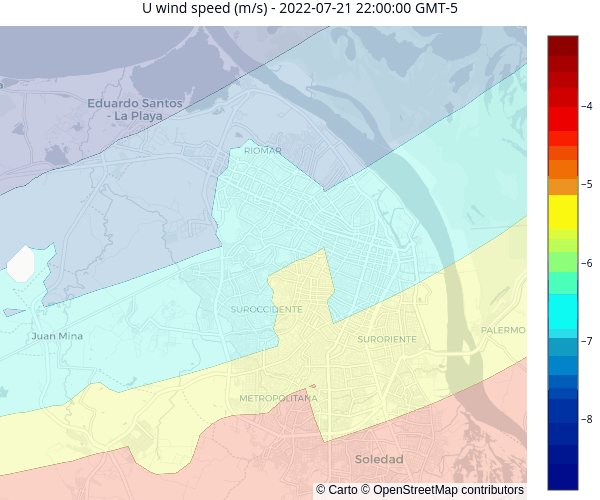 U wind speed (m/s) - 2022-07-21 22:00:00 GMT-5
Eduardo Santos
- La Playa
RIOMAR
SUROCCIDENTE
Juan Mina
SURORIENTE
PALERMO
METROPOLITANA
Soledad
© Carto © OpenStreetMap contributors
−4
−5
−6
−7
−8